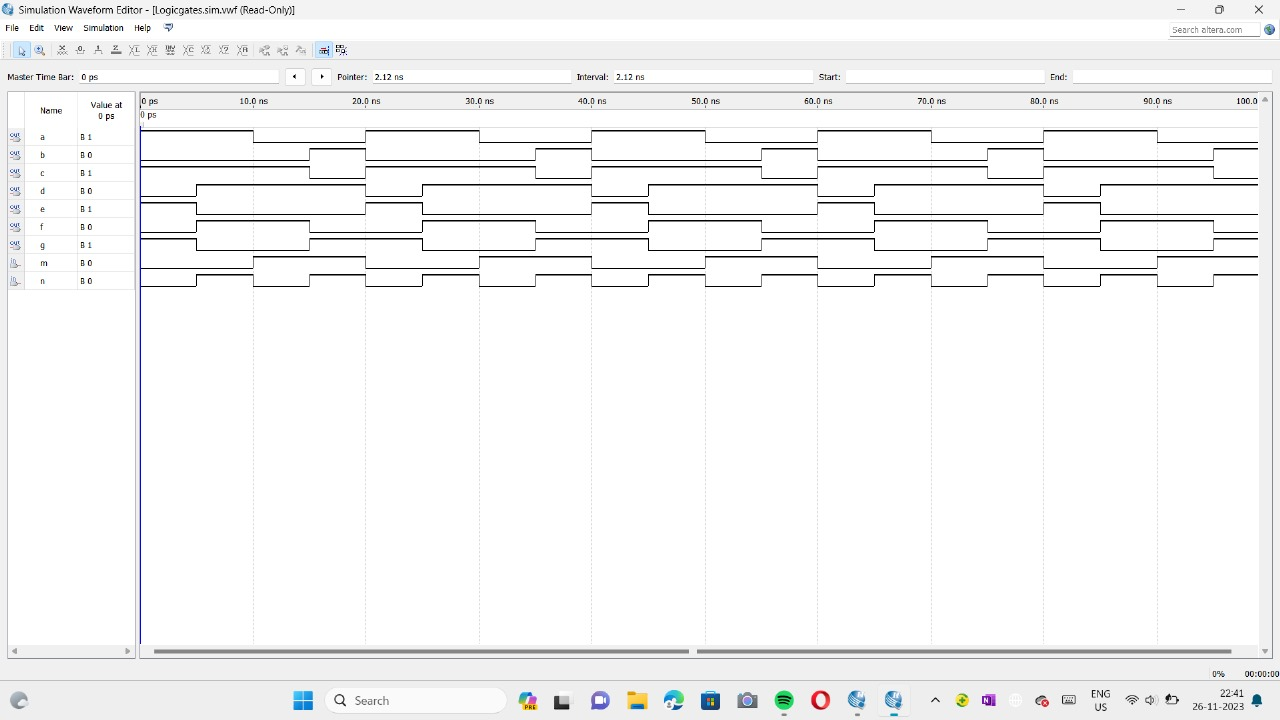 Simulation Waveform Editor - [Logicgates.sim.vwf (Read-Only)]
File Edit View Simulation Help
Search altera.com
Master Time Bar: 0 ps Pointer: 2.12 ns Interval: 2.12 ns Start: End:
Name Value at 0 ps
0 ps 10.0 ns 20.0 ns 30.0 ns 40.0 ns 50.0 ns 60.0 ns 70.0 ns 80.0 ns 90.0 ns 100.0
0 ps
a B 1
b B 0
c B 1
d B 0
e B 1
f B 0
g B 1
m B 0
n B 0
0% 00:00:00
Search
PRE
ENG
US
22:41
26-11-2023